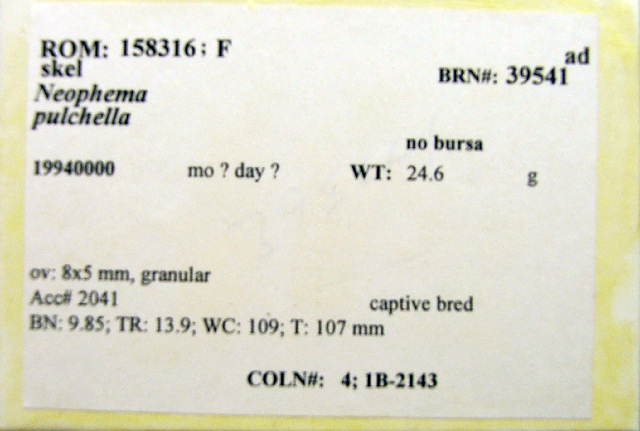 ROM: 158316; F
ad
skel
BRN#: 39541
Neophema
pulchella
no bursa
19940000 mo ? day ? WT: 24.6 g
ov: 8x5 mm, granular
Acc# 2041 captive bred
BN: 9.85; TR: 13.9; WC: 109; T: 107 mm
COLN#: 4; 1B-2143